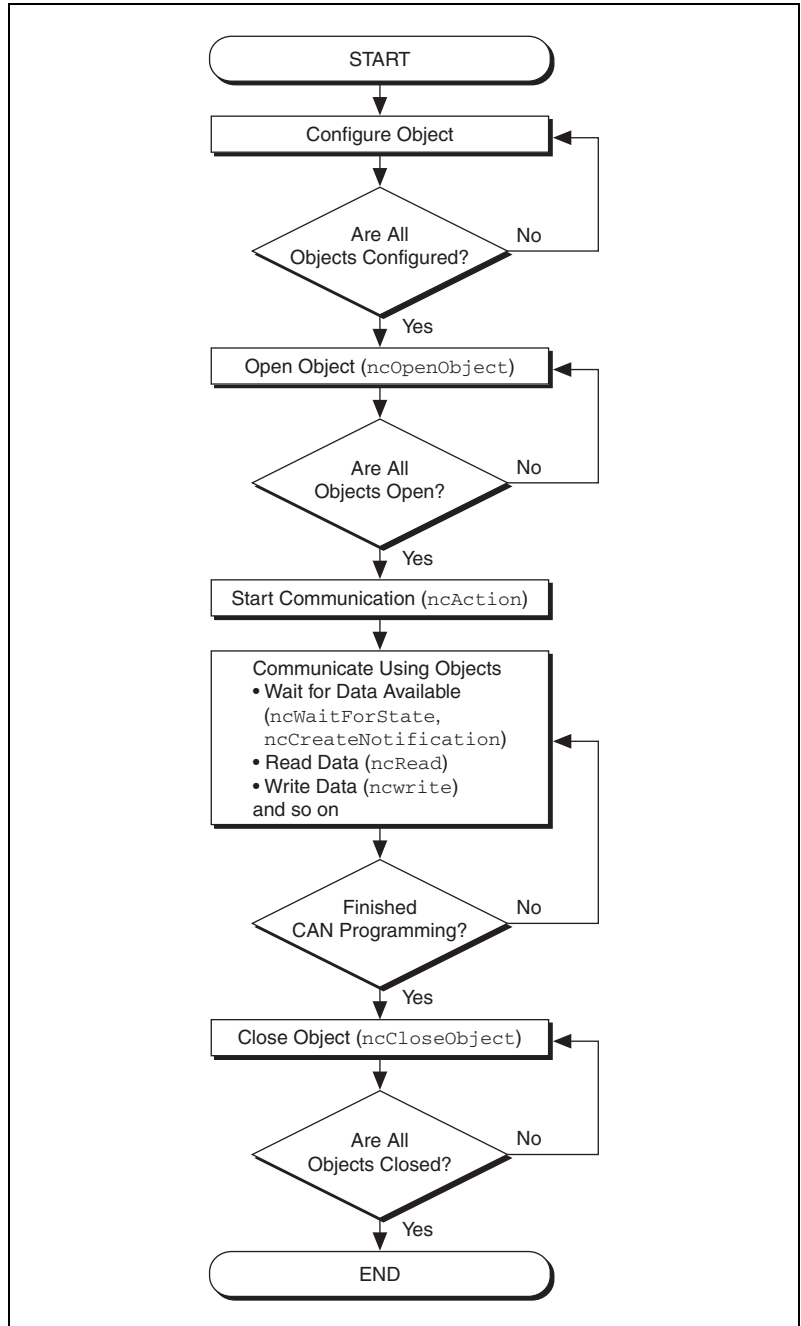 START
Configure Object
Are All
Objects Configured?
No
Yes
Open Object (ncOpenObject)
Are All
Objects Open?
No
Yes
Start Communication (ncAction)
Communicate Using Objects
• Wait for Data Available
(ncWaitForState,
ncCreateNotification)
• Read Data (ncRead)
• Write Data (ncwrite)
and so on
Finished
CAN Programming?
No
Yes
Close Object (ncCloseObject)
Are All
Objects Closed?
No
Yes
END